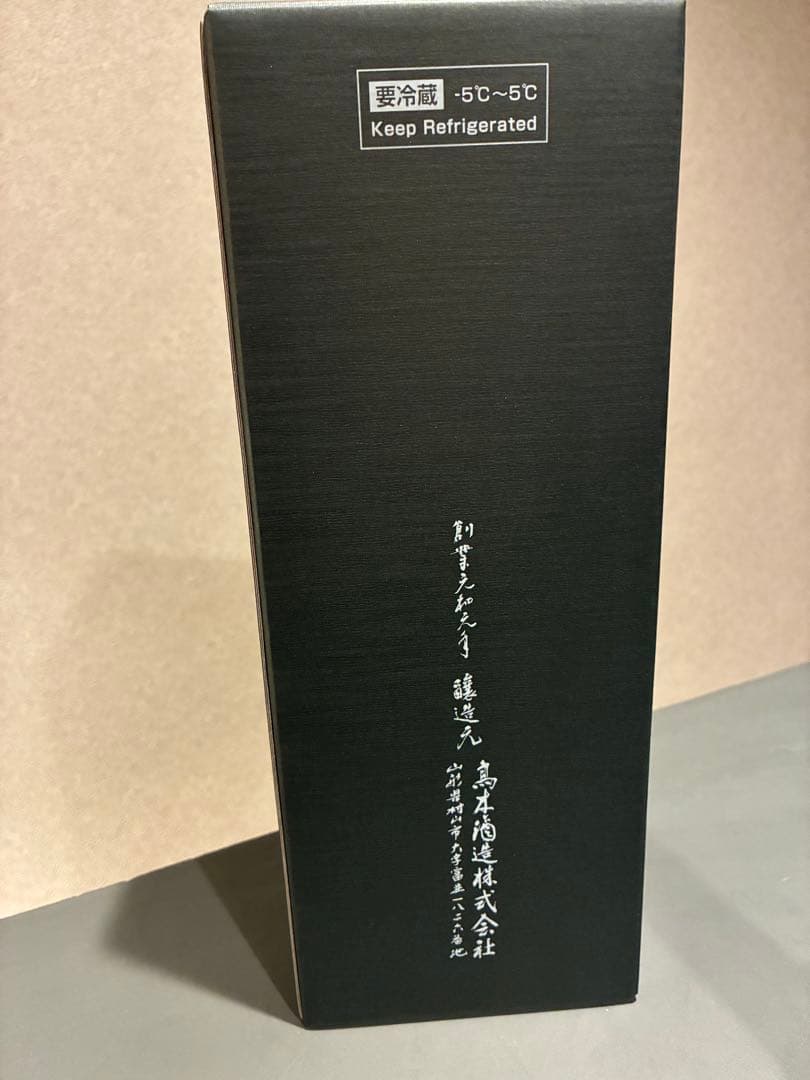 要冷蔵 -5℃〜5℃
Keep Refrigerated
創業元和元年 醸造元
高木酒造株式会社
山形県村山市大字富並一八二六番地